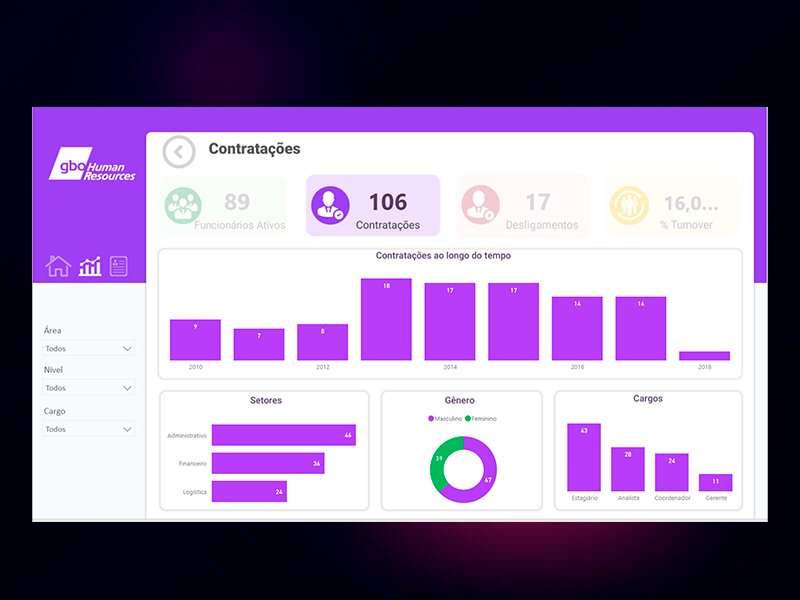 gbo Human
Resources
Contratações
89
Funcionários Ativos
106
Contratações
17
Desligamentos
16,0...
% Turnover
Área
Todos
Nível
Todos
Cargo
Todos
Contratações ao longo do tempo
9
7
8
18
17
17
14
14
2010
2012
2014
2016
2018
Setores
Administrativo
46
Financeiro
36
Logística
24
Gênero
Masculino Feminino
39
67
Cargos
43
28
24
11
Estagiário
Analista
Coordenador
Gerente